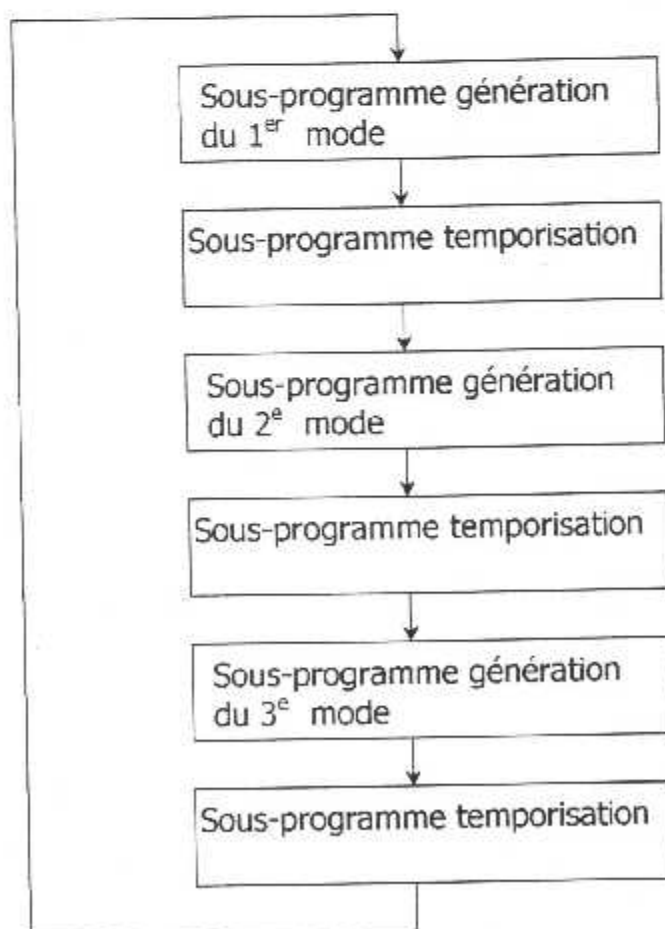 Sous-programme génération
du 1er mode
Sous-programme temporisation
Sous-programme génération
du 2e mode
Sous-programme temporisation
Sous-programme génération
du 3e mode
Sous-programme temporisation